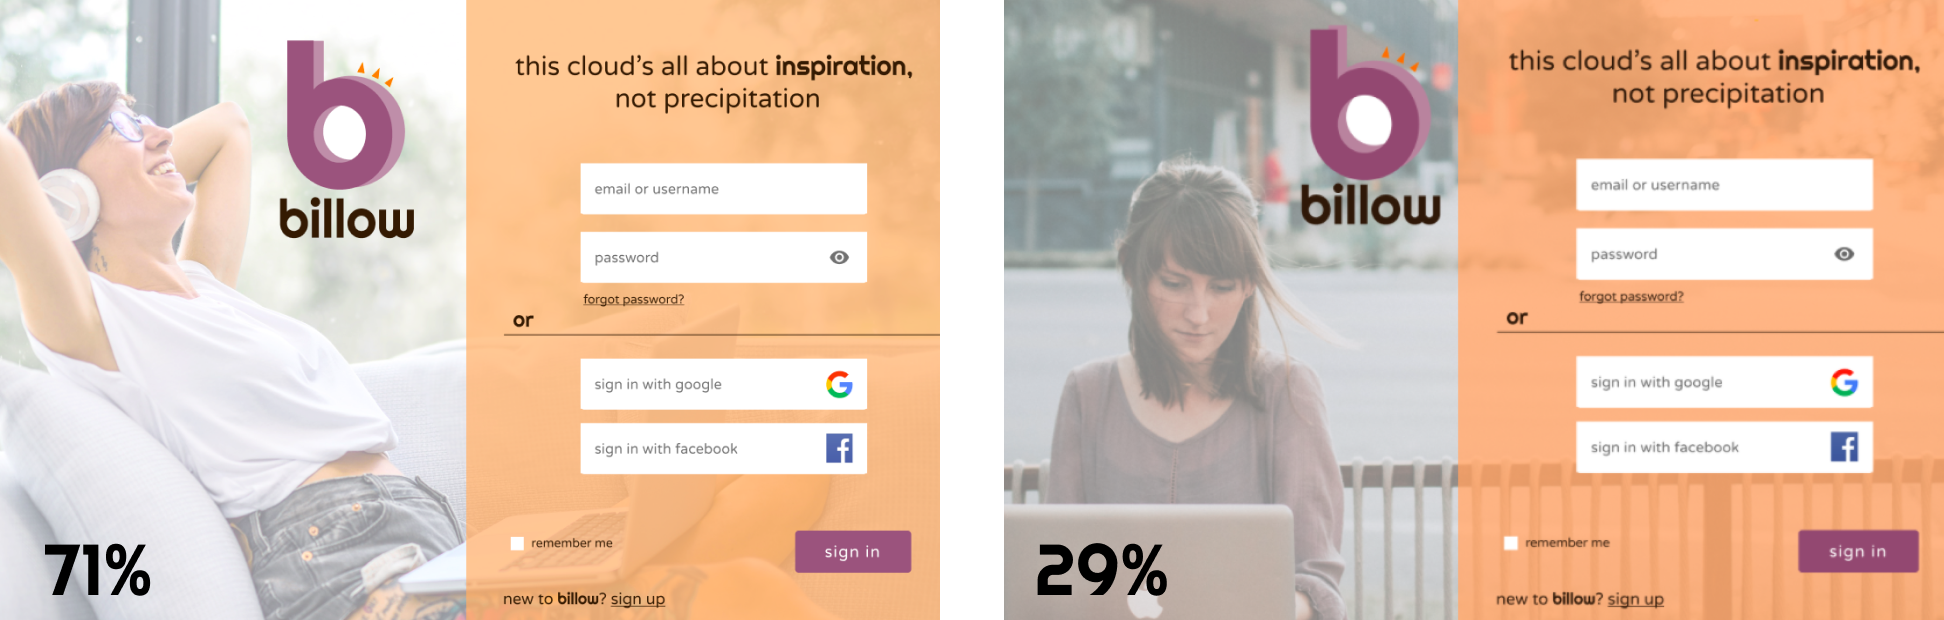 billow
this cloud's all about inspiration,
not precipitation
email or username
password
forgot password?
or
sign in with google
sign in with facebook
remember me
sign in
new to billow? sign up
71%
billow
this cloud's all about inspiration,
not precipitation
email or username
password
forgot password?
or
sign in with google
sign in with facebook
remember me
sign in
new to billow? sign up
29%